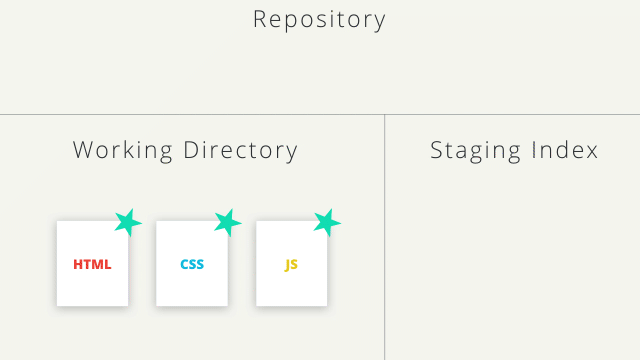 Repository
Working Directory
Staging Index
HTML
CSS
JS